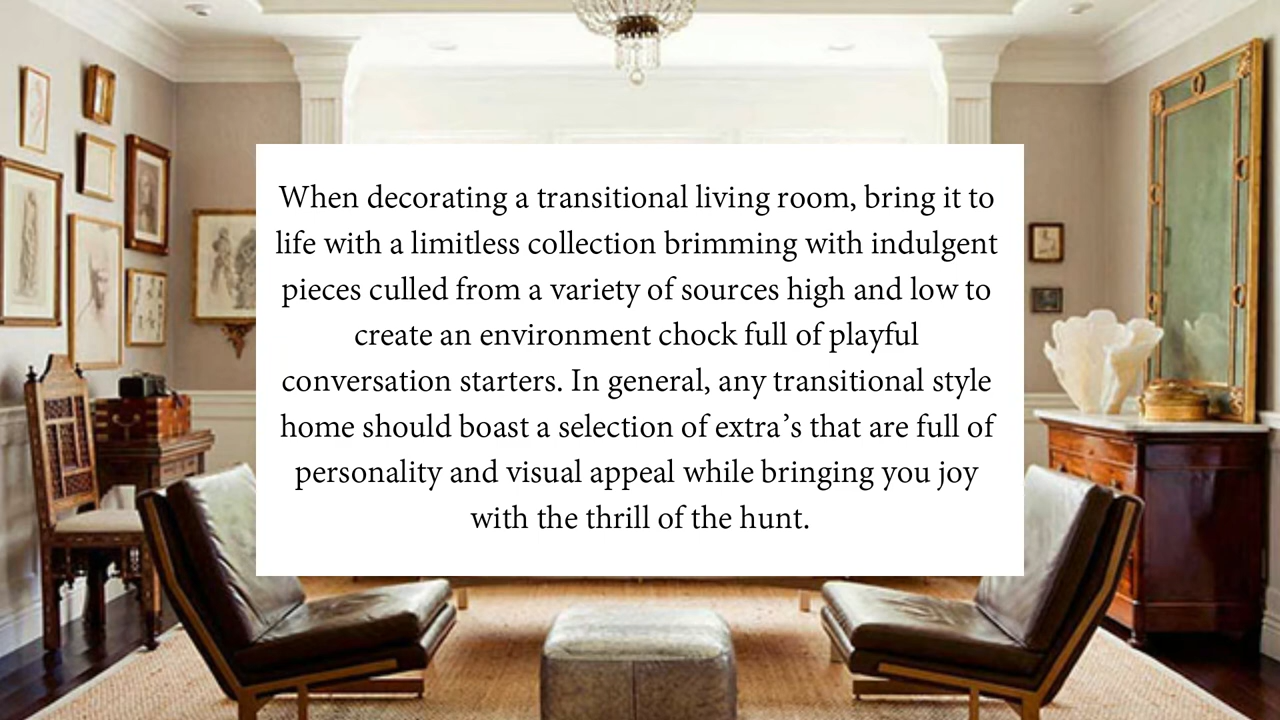 When decorating a transitional living room, bring it to
life with a limitless collection brimming with indulgent
pieces culled from a variety of sources high and low to
create an environment chock full of playful
conversation starters. In general, any transitional style
home should boast a selection of extra’s that are full of
personality and visual appeal while bringing you joy
with the thrill of the hunt.